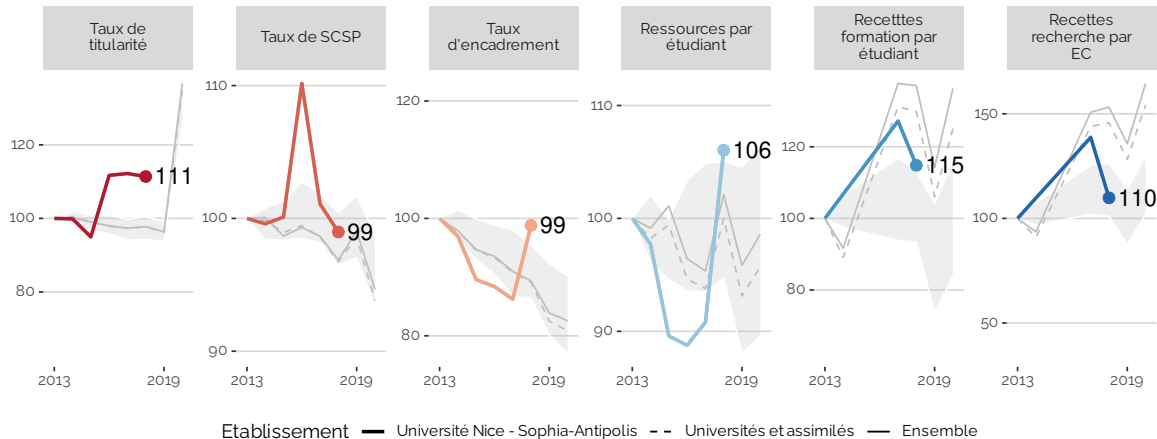 Taux de
titularité
Taux de SCSP
Taux
d'encadrement
Ressources par
étudiant
Recetttes
formation par
étudiant
Recettes
recherche par
EC
120
100
80
111
2013
2019
110
100
90
99
2013
2019
120
100
80
99
2013
2019
110
100
90
106
2013
2019
120
100
80
115
2013
2019
150
100
50
110
2013
2019
Etablissement
Université Nice - Sophia-Antipolis
Universités et assimilés
Ensemble